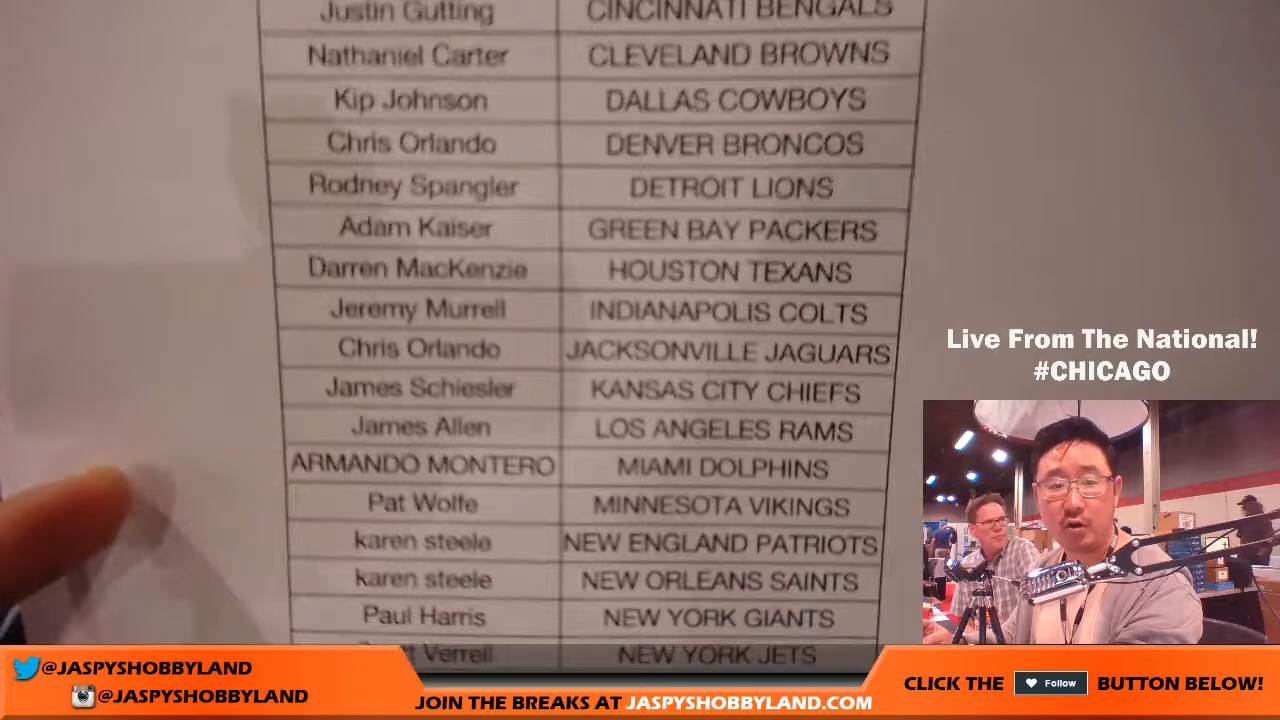 Justin Gutting CINCINNATI BENGALS
Nathaniel Carter CLEVELAND BROWNS
Kip Johnson DALLAS COWBOYS
Chris Orlando DENVER BRONCOS
Rodney Spangler DETROIT LIONS
Adam Kaiser GREEN BAY PACKERS
Darren MacKenzie HOUSTON TEXANS
Jeremy Murrell INDIANAPOLIS COLTS
Chris Orlando JACKSONVILLE JAGUARS
James Schiesler KANSAS CITY CHIEFS
James Allen LOS ANGELES RAMS
ARMANDO MONTERO MIAMI DOLPHINS
Pat Wolfe MINNESOTA VIKINGS
karen steele NEW ENGLAND PATRIOTS
karen steele NEW ORLEANS SAINTS
Paul Harris NEW YORK GIANTS
Verrell NEW YORK JETS
Live From The National!
#CHICAGO
@JASPYSHOBBYLAND
@JASPYSHOBBYLAND
JOIN THE BREAKS AT JASPYSHOBBYLAND.COM
CLICK THE Follow BUTTON BELOW!